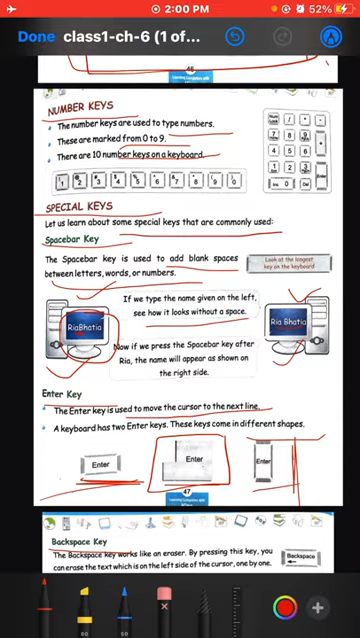 2:00 PM
52%
Done
class1-ch-6 (1 of...
46
NUMBER KEYS
The number keys are used to type numbers.
These are marked from 0 to 9.
There are 10 number keys on a keyboard.
SPECIAL KEYS
Let us learn about some special keys that are commonly used:
Spacebar Key
The Spacebar key is used to add blank spaces
between letters, words, or numbers.
Look at the longest
key on the keyboard
If we type the name given on the left,
see how it looks without a space.
RiaBhatia
Ria Bhatia
Now if we press the Spacebar key after
Ria, the name will appear as shown on
the right side.
Enter Key
The Enter key is used to move the cursor to the next line.
A keyboard has two Enter keys. These keys come in different shapes.
Enter
Enter
Enter
47
Backspace Key
The Backspace key works like an eraser. By pressing this key, you
can erase the text which is on the left side of the cursor, one by one.
Backspace